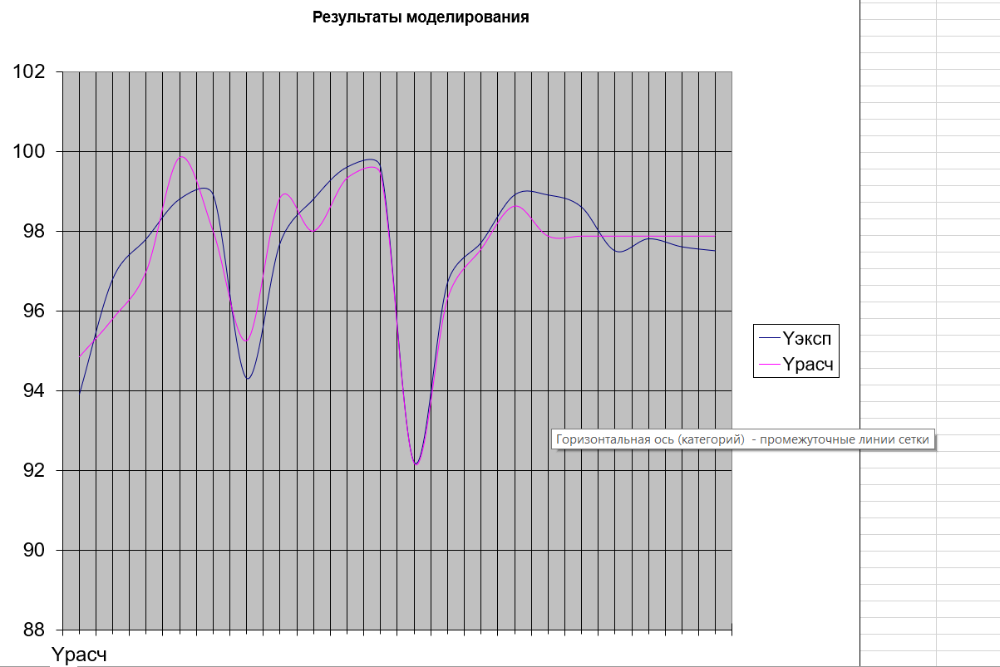 Результаты моделирования
102
100
98
96
94
92
90
88
Yрасч
Yэксп
Yрасч
Горизонтальная ось (категорий)  - промежуточные линии сетки